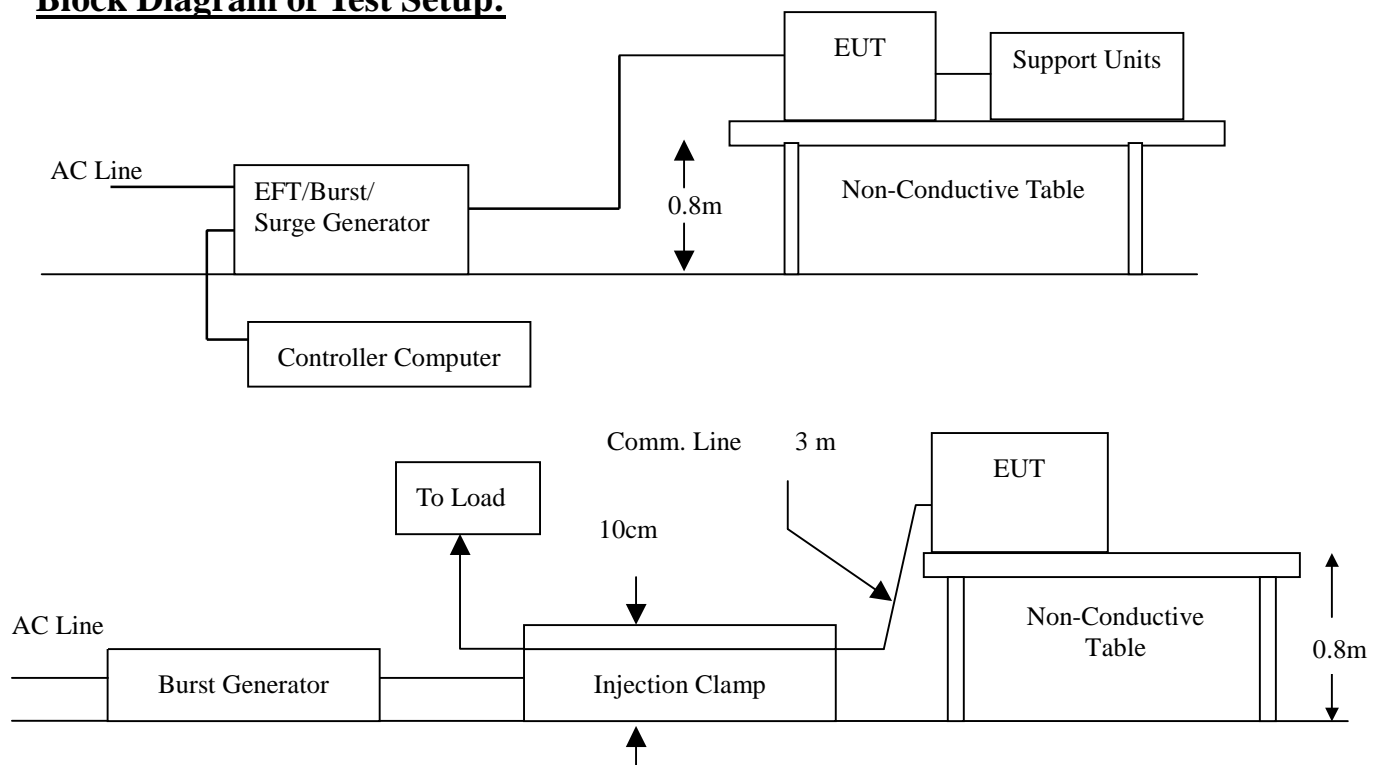 Block Diagram of Test Setup:
EUT
Support Units
AC Line
EFT/Burst/
Surge Generator
0.8m
Non-Conductive Table
Controller Computer
Comm. Line 3 m
EUT
To Load
10cm
AC Line
Non-Conductive
Table
0.8m
Burst Generator
Injection Clamp